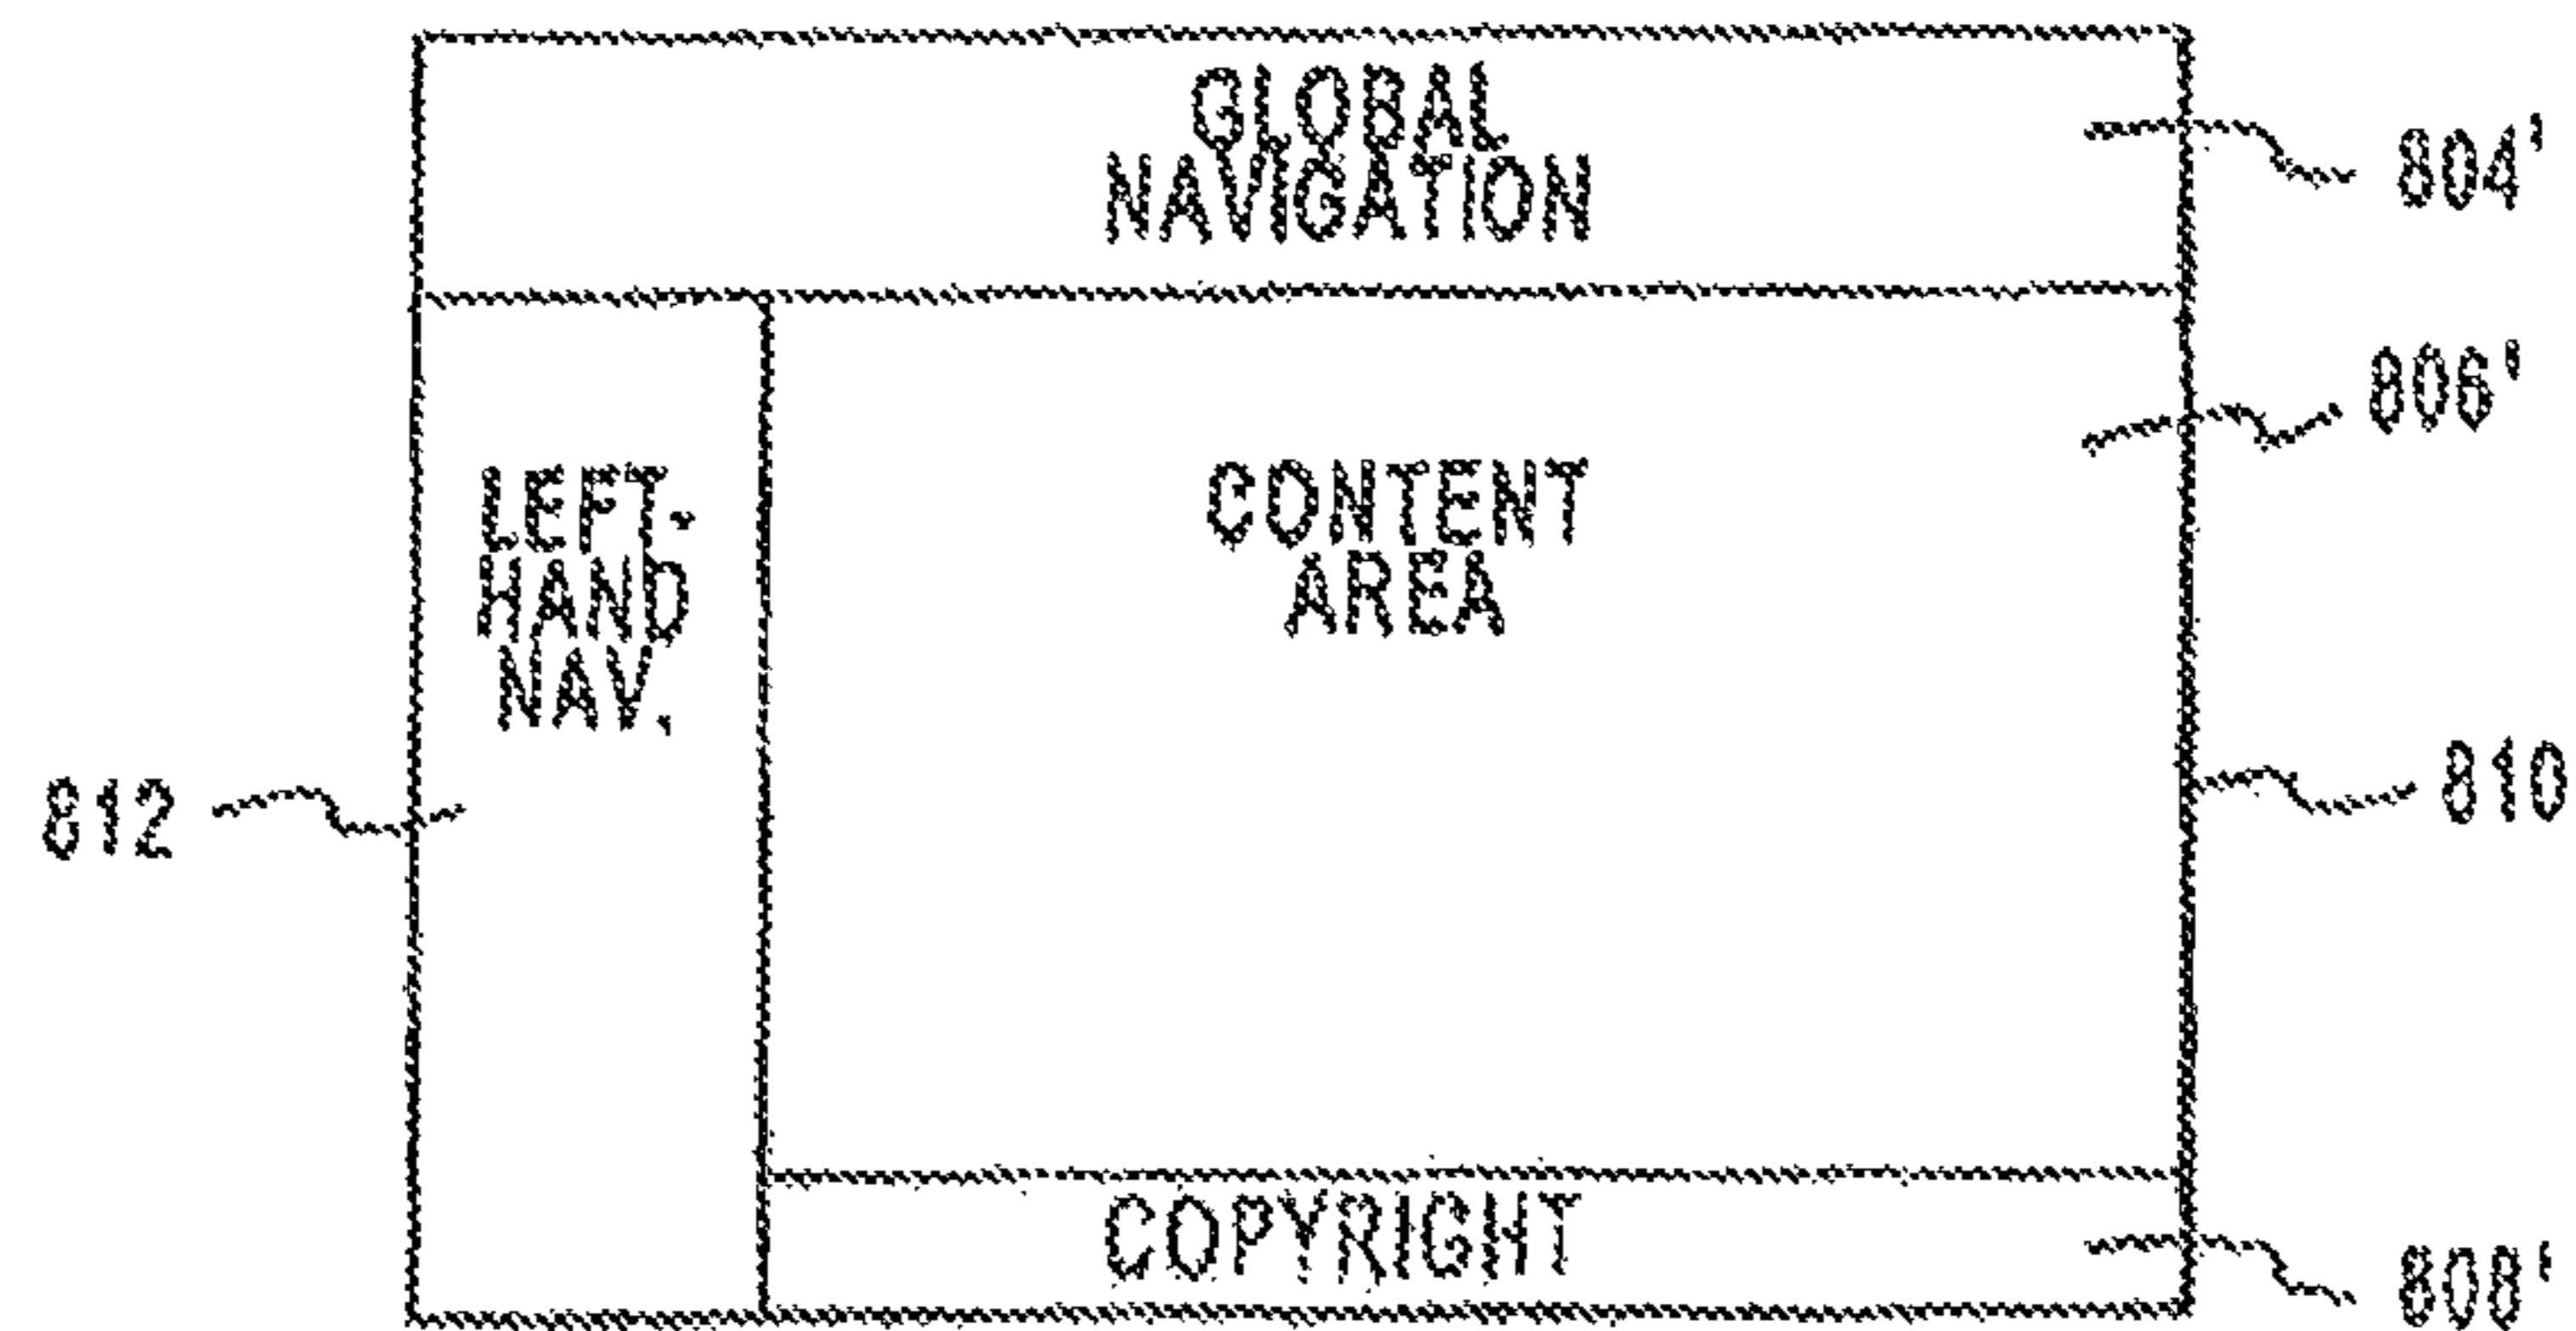 GLOBAL
NAVIGATION
804'
806'
LEFT-
HAND
NAV.
CONTENT
AREA
812
810
COPYRIGHT
808'